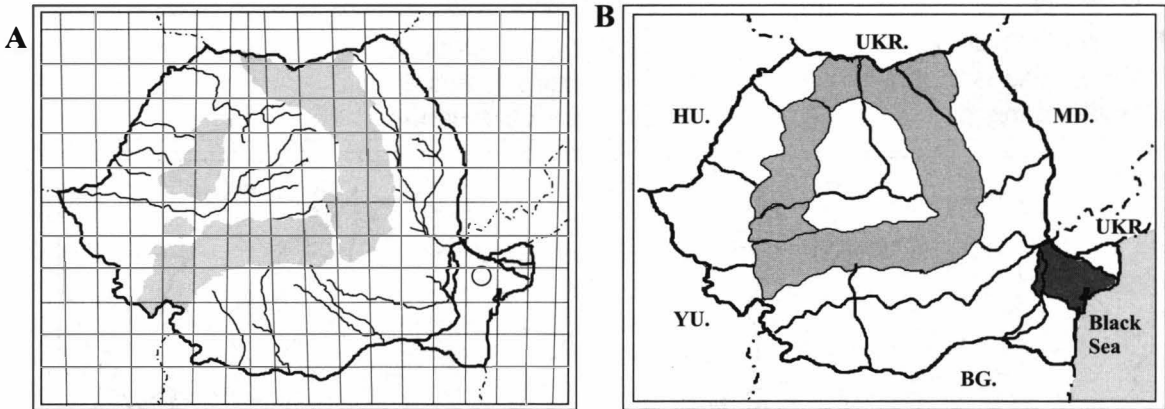 A
B
UKR.
HU.
MD.
UKR.
YU.
Black
Sea
BG.